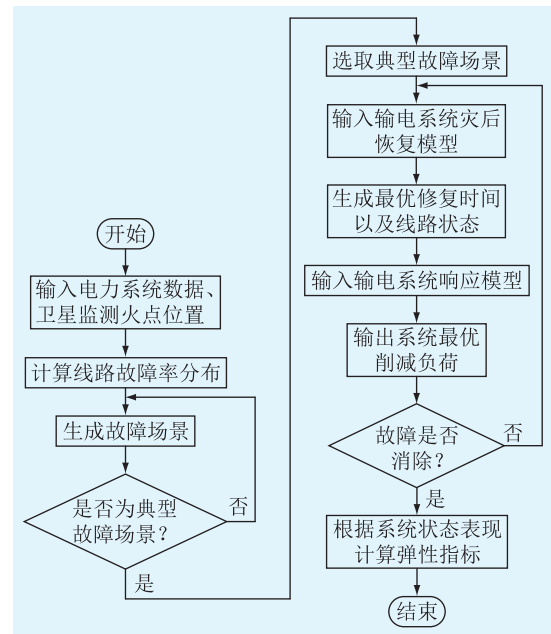 开始
输入电力系统数据、
卫星监测火点位置
计算线路故障率分布
生成故障场景
是否为典型
故障场景？
否
是
选取典型故障场景
输入输电系统灾后
恢复模型
生成最优修复时间
以及线路状态
输入输电系统响应模型
输出系统最优
削减负荷
故障是否
消除？
否
是
根据系统状态表现
计算弹性指标
结束